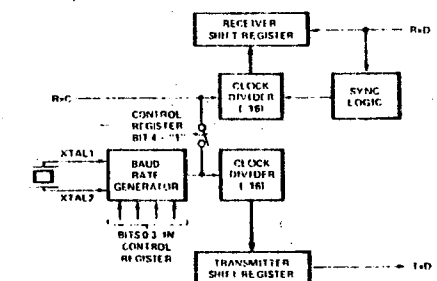 RECEIVER
SHIFT REGISTER
RxD
RxC
CLOCK
DIVIDER
(÷16)
SYNC
LOGIC
CONTROL
REGISTER
BIT 4 = "1"
XTAL1
XTAL2
BAUD
RATE
GENERATOR
CLOCK
DIVIDER
(÷16)
BITS 0-3 IN
CONTROL
REGISTER
TRANSMITTER
SHIFT REGISTER
TxD